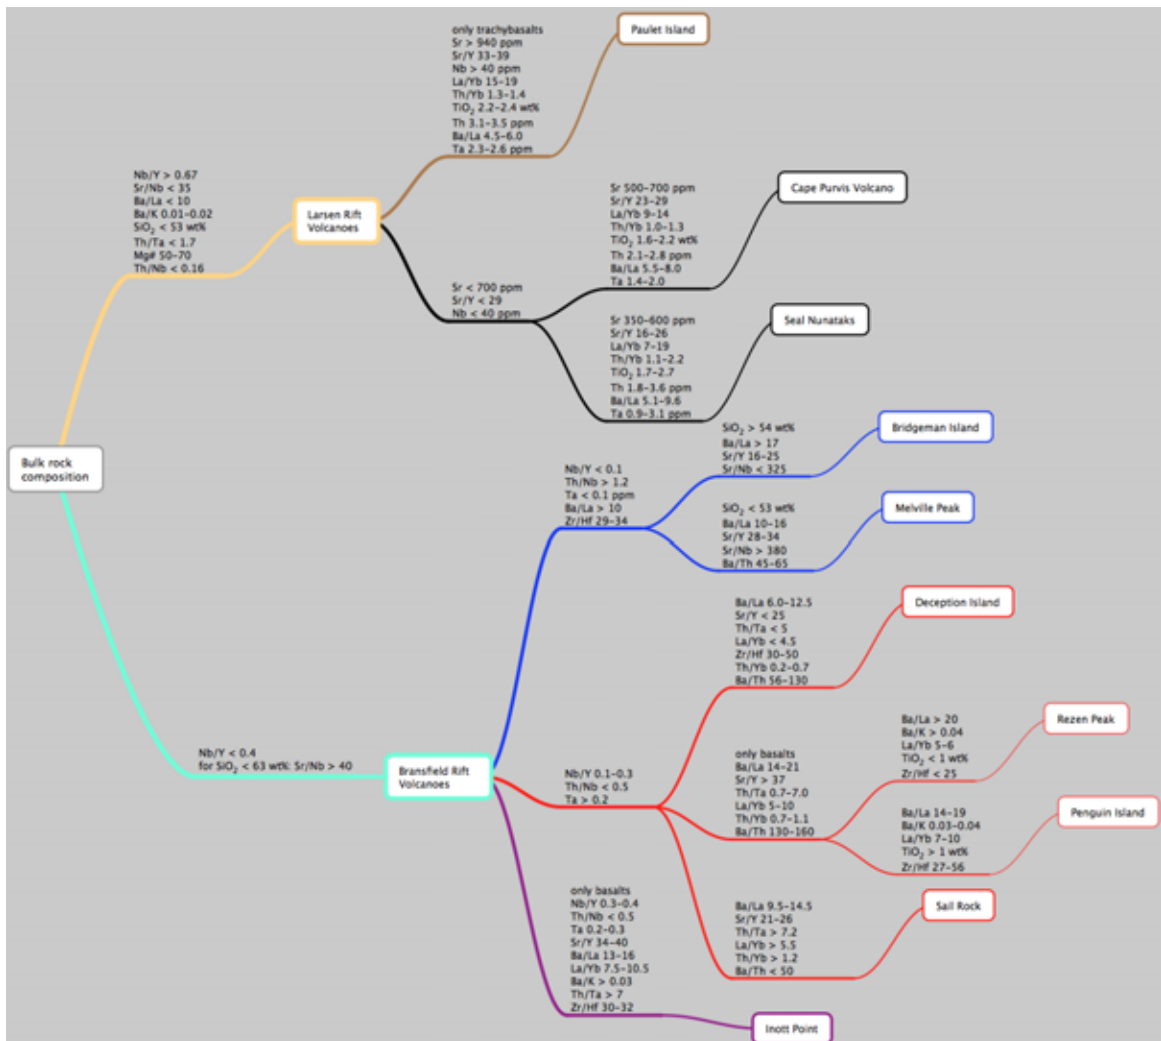 only trachybasalts
Sr > 940 ppm
Sr/Y 33–39
Nb > 40 ppm
La/Yb 15–19
Th/Yb 1.3–1.4
TiO₂ 2.2–2.4 wt%
Th 3.1–3.5 ppm
Ba/La 4.5–6.0
Ta 2.3–2.6 ppm
Paulet Island
Nb/Y > 0.67
Sr/Nb < 35
Ba/La < 10
Ba/K 0.01–0.02
SiO₂ < 53 wt%
Th/Ta < 1.7
Mg# 50–70
Th/Nb < 0.16
Larsen Rift
Volcanoes
Sr 500–700 ppm
Sr/Y 23–29
La/Yb 9–14
Th/Yb 1.0–1.3
TiO₂ 1.6–2.2 wt%
Th 2.1–2.8 ppm
Ba/La 5.5–8.0
Ta 1.4–2.0
Cape Purvis Volcano
Sr < 700 ppm
Sr/Y < 29
Nb < 40 ppm
Sr 350–600 ppm
Sr/Y 16–26
La/Yb 7–19
Th/Yb 1.1–2.2
TiO₂ 1.7–2.7
Th 1.8–3.6 ppm
Ba/La 5.1–9.6
Ta 0.9–3.1 ppm
Seal Nunataks
Bulk rock
composition
Nb/Y < 0.1
Th/Nb > 1.2
Ta < 0.1 ppm
Ba/La > 10
Zr/Hf 29–34
SiO₂ > 54 wt%
Ba/La > 17
Sr/Y 16–25
Sr/Nb < 325
Bridgeman Island
SiO₂ < 53 wt%
Ba/La 10–16
Sr/Y 28–34
Sr/Nb > 380
Ba/Th 45–65
Melville Peak
Nb/Y < 0.4
for SiO₂ < 63 wt%: Sr/Nb > 40
Bransfield Rift
Volcanoes
Nb/Y 0.1–0.3
Th/Nb < 0.5
Ta > 0.2
Ba/La 6.0–12.5
Sr/Y < 25
Th/Ta < 5
La/Yb < 4.5
Zr/Hf 30–50
Th/Yb 0.2–0.7
Ba/Th 56–130
Deception Island
only basalts
Ba/La 14–21
Sr/Y > 37
Th/Ta 0.7–7.0
La/Yb 5–10
Th/Yb 0.7–1.1
Ba/Th 130–160
Ba/La > 20
Ba/K > 0.04
La/Yb 5–6
TiO₂ < 1 wt%
Zr/Hf < 25
Rezen Peak
Ba/La 14–19
Ba/K 0.03–0.04
La/Yb 7–10
TiO₂ > 1 wt%
Zr/Hf 27–56
Penguin Island
Ba/La 9.5–14.5
Sr/Y 21–26
Th/Ta > 7.2
La/Yb > 5.5
Th/Yb > 1.2
Ba/Th < 50
Sail Rock
only basalts
Nb/Y 0.3–0.4
Th/Nb < 0.5
Ta 0.2–0.3
Sr/Y 34–40
Ba/La 13–16
La/Yb 7.5–10.5
Ba/K > 0.03
Th/Ta > 7
Zr/Hf 30–32
Inott Point